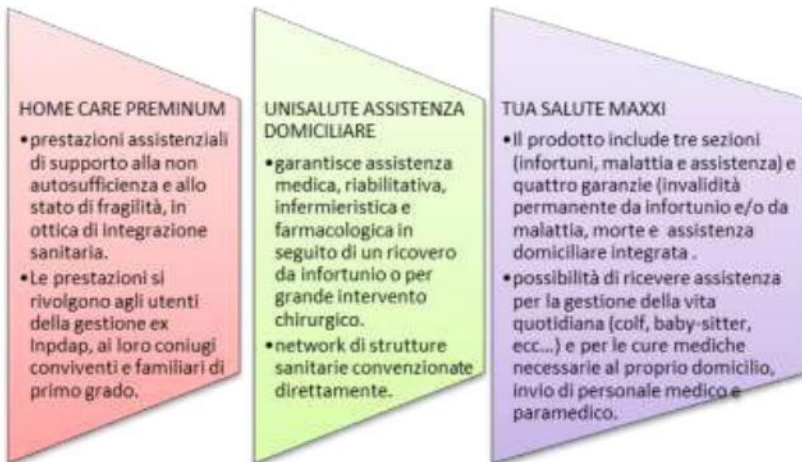 HOME CARE PREMINUM
•prestazioni assistenziali
di supporto alla non
autosufficienza e allo
stato di fragilità, in
ottica di integrazione
sanitaria.
•Le prestazioni si
rivolgono agli utenti
della gestione ex
Inpdap, ai loro coniugi
conviventi e familiari di
primo grado.
UNISALUTE ASSISTENZA
DOMICILIARE
•garantisce assistenza
medica, riabilitativa,
infermieristica e
farmacologica in
seguito di un ricovero
da infortunio o per
grande intervento
chirurgico.
•network di strutture
sanitarie convenzionate
direttamente.
TUA SALUTE MAXXI
•Il prodotto include tre sezioni
(infortuni, malattia e assistenza) e
quattro garanzie (invalidità
permanente da infortunio e/o da
malattia, morte e assistenza
domiciliare integrata .
•possibilità di ricevere assistenza
per la gestione della vita
quotidiana (colf, baby-sitter,
ecc...) e per le cure mediche
necessarie al proprio domicilio,
invio di personale medico e
paramedico.